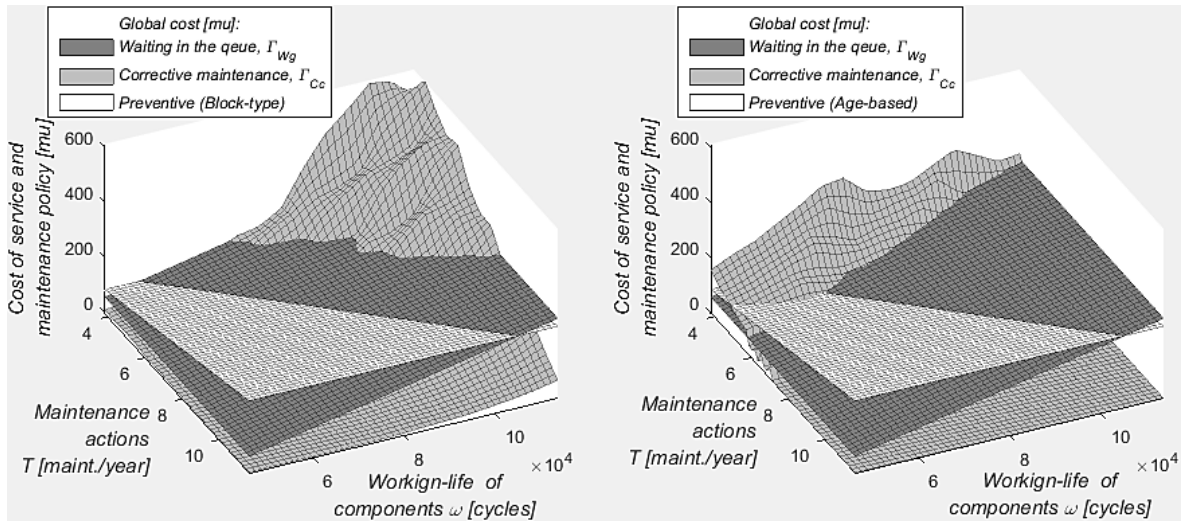 Global cost [mu]:
Waiting in the qeue, Γ_Wg
Corrective maintenance, Γ_Cc
Preventive (Block-type)
Cost of service and
maintenance policy [mu]
600
400
200
0
4
6
8
10
Maintenance
actions
T [maint./year]
6
8
10
×10⁴
Workign-life of
components ω [cycles]
Global cost [mu]:
Waiting in the qeue, Γ_Wg
Corrective maintenance, Γ_Cc
Preventive (Age-based)
Cost of service and
maintenance policy [mu]
600
400
200
0
4
6
8
10
Maintenance
actions
T [maint./year]
6
8
10
×10⁴
Workign-life of
components ω [cycles]